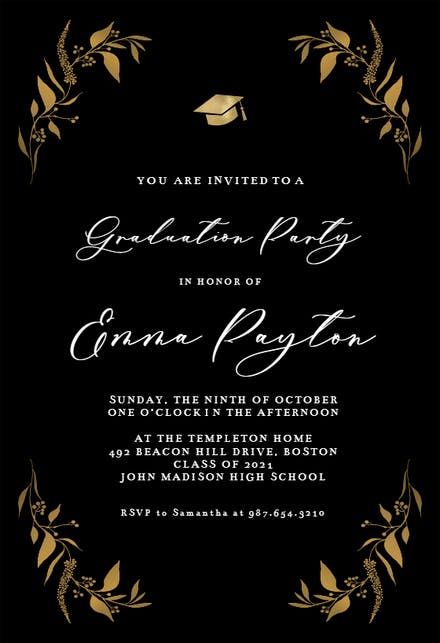 YOU ARE INVITED TO A
Graduation Party
IN HONOR OF
Emma Payton
SUNDAY, THE NINTH OF OCTOBER
ONE O'CLOCK IN THE AFTERNOON
AT THE TEMPLETON HOME
492 BEACON HILL DRIVE, BOSTON
CLASS OF 2021
JOHN MADISON HIGH SCHOOL
RSVP to Samantha at 987.654.3210